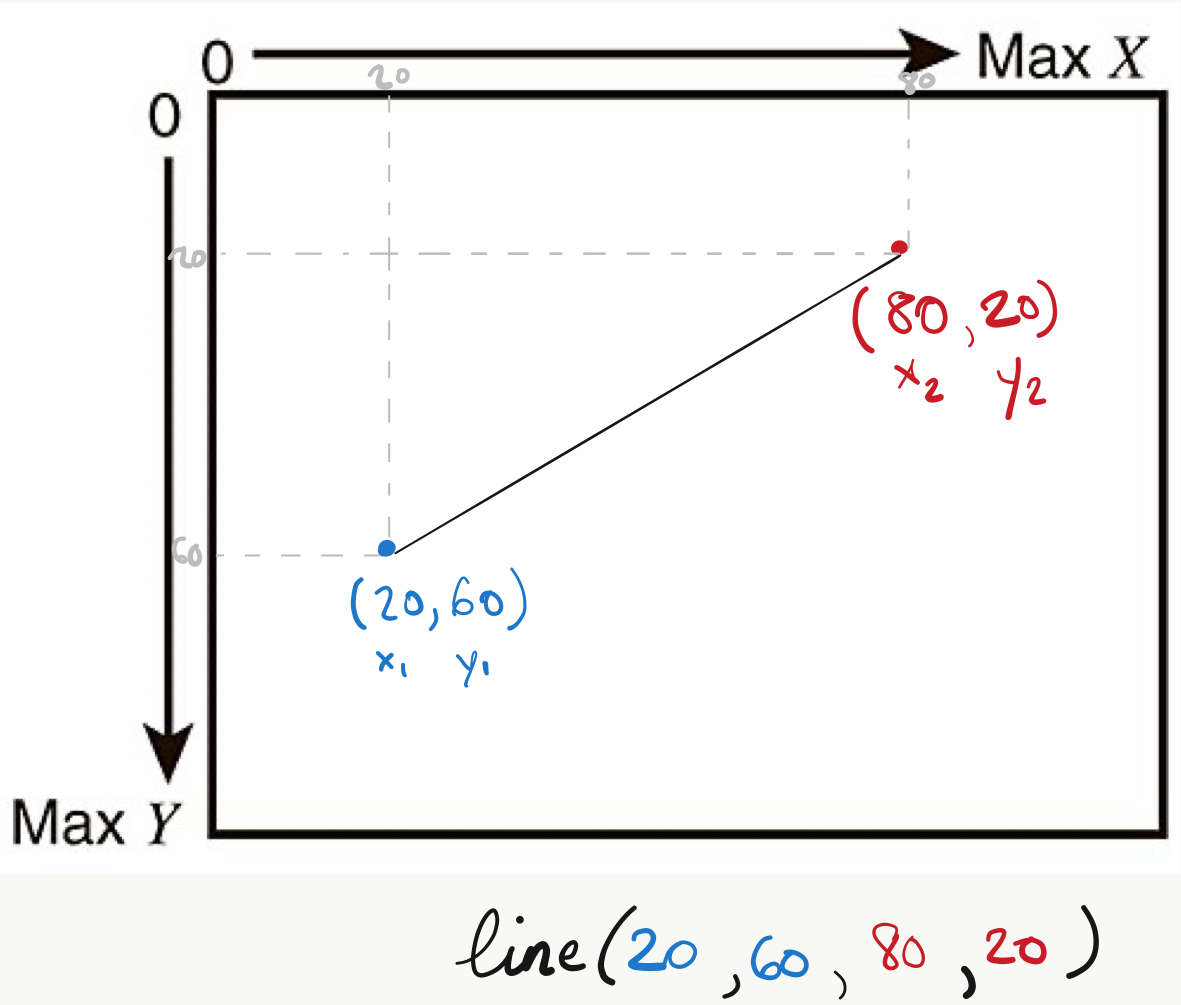 0 Max X
20 80
0
20
(80, 20)
x2 y2
60
(20, 60)
x1 y1
Max Y
line(20, 60, 80, 20)